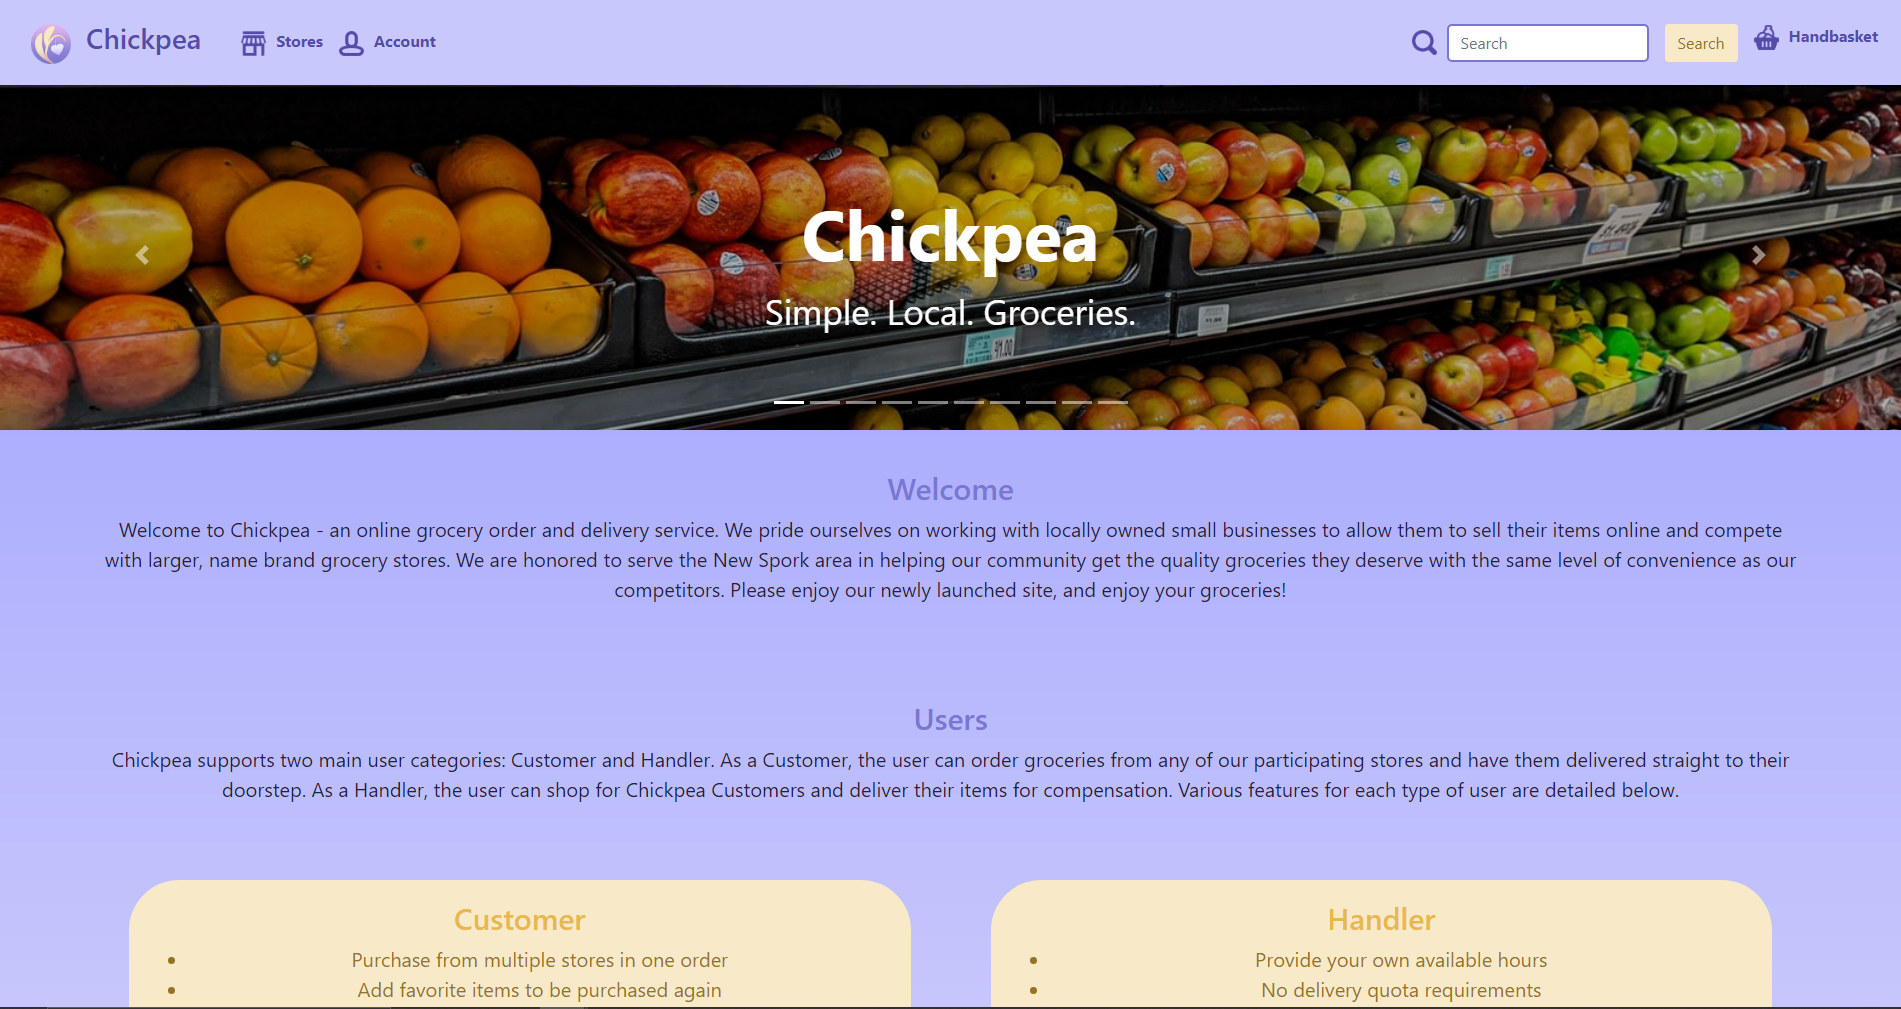 Chickpea
Stores
Account
Search
Search
Handbasket
Chickpea
Simple. Local. Groceries.
Welcome
Welcome to Chickpea - an online grocery order and delivery service. We pride ourselves on working with locally owned small businesses to allow them to sell their items online and compete
with larger, name brand grocery stores. We are honored to serve the New Spork area in helping our community get the quality groceries they deserve with the same level of convenience as our
competitors. Please enjoy our newly launched site, and enjoy your groceries!
Users
Chickpea supports two main user categories: Customer and Handler. As a Customer, the user can order groceries from any of our participating stores and have them delivered straight to their
doorstep. As a Handler, the user can shop for Chickpea Customers and deliver their items for compensation. Various features for each type of user are detailed below.
Customer
• Purchase from multiple stores in one order
• Add favorite items to be purchased again
Handler
• Provide your own available hours
• No delivery quota requirements